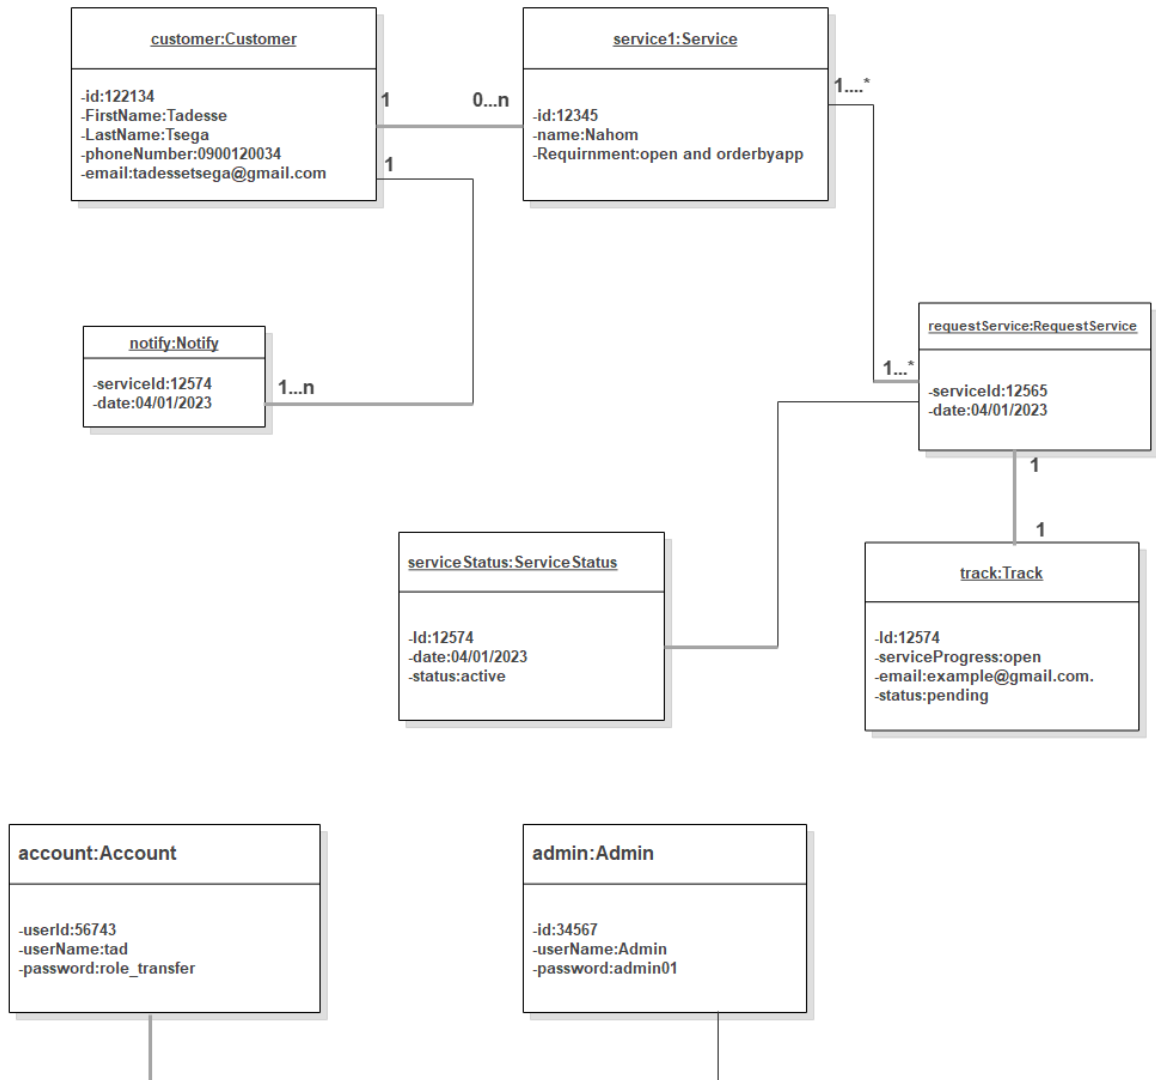 customer:Customer
-id:122134
-FirstName:Tadesse
-LastName:Tsega
-phoneNumber:0900120034
-email:tadessetsega@gmail.com
1
0...n
1
service1:Service
-id:12345
-name:Nahom
-Requirnment:open and orderbyapp
1....*
notify:Notify
-serviceId:12574
-date:04/01/2023
1...n
1...*
requestService:RequestService
-serviceId:12565
-date:04/01/2023
1
1
serviceStatus:ServiceStatus
-Id:12574
-date:04/01/2023
-status:active
track:Track
-Id:12574
-serviceProgress:open
-email:example@gmail.com.
-status:pending
account:Account
-userId:56743
-userName:tad
-password:role_transfer
admin:Admin
-id:34567
-userName:Admin
-password:admin01